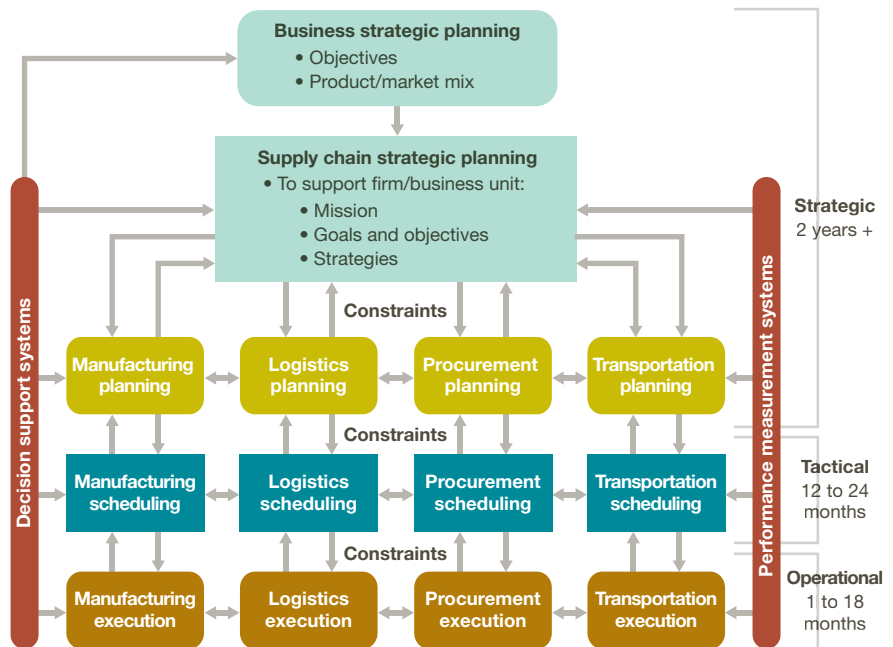 Business strategic planning
• Objectives
• Product/market mix
Supply chain strategic planning
• To support firm/business unit:
• Mission
• Goals and objectives
• Strategies
Strategic
2 years +
Decision support systems
Performance measurement systems
Constraints
Manufacturing
planning
Logistics
planning
Procurement
planning
Transportation
planning
Constraints
Manufacturing
scheduling
Logistics
scheduling
Procurement
scheduling
Transportation
scheduling
Tactical
12 to 24
months
Constraints
Manufacturing
execution
Logistics
execution
Procurement
execution
Transportation
execution
Operational
1 to 18
months